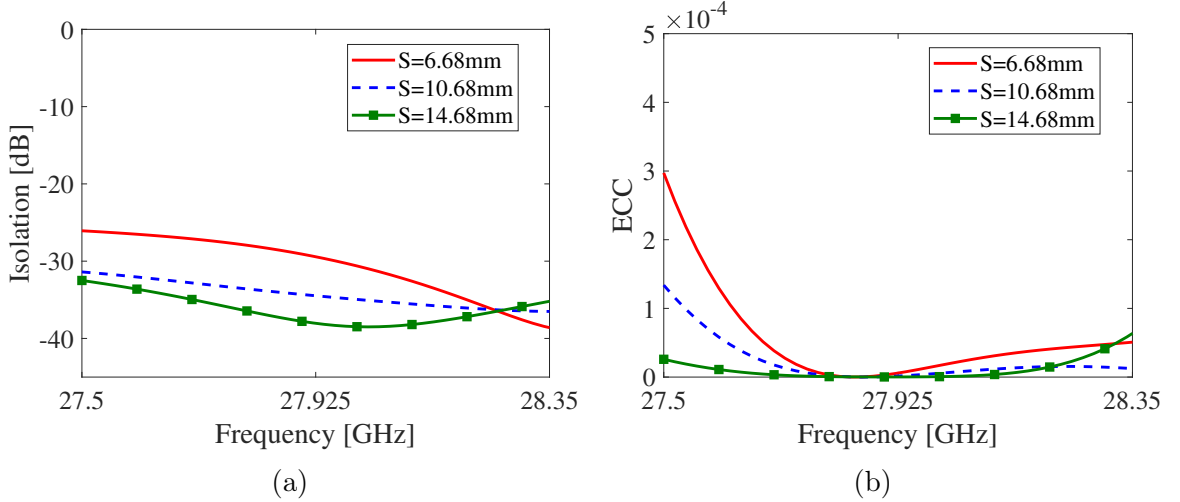 0
-10
-20
-30
-40
Isolation [dB]
S=6.68mm
S=10.68mm
S=14.68mm
27.5
27.925
28.35
Frequency [GHz]
(a)
×10⁻⁴
5
4
3
2
1
0
ECC
S=6.68mm
S=10.68mm
S=14.68mm
27.5
27.925
28.35
Frequency [GHz]
(b)